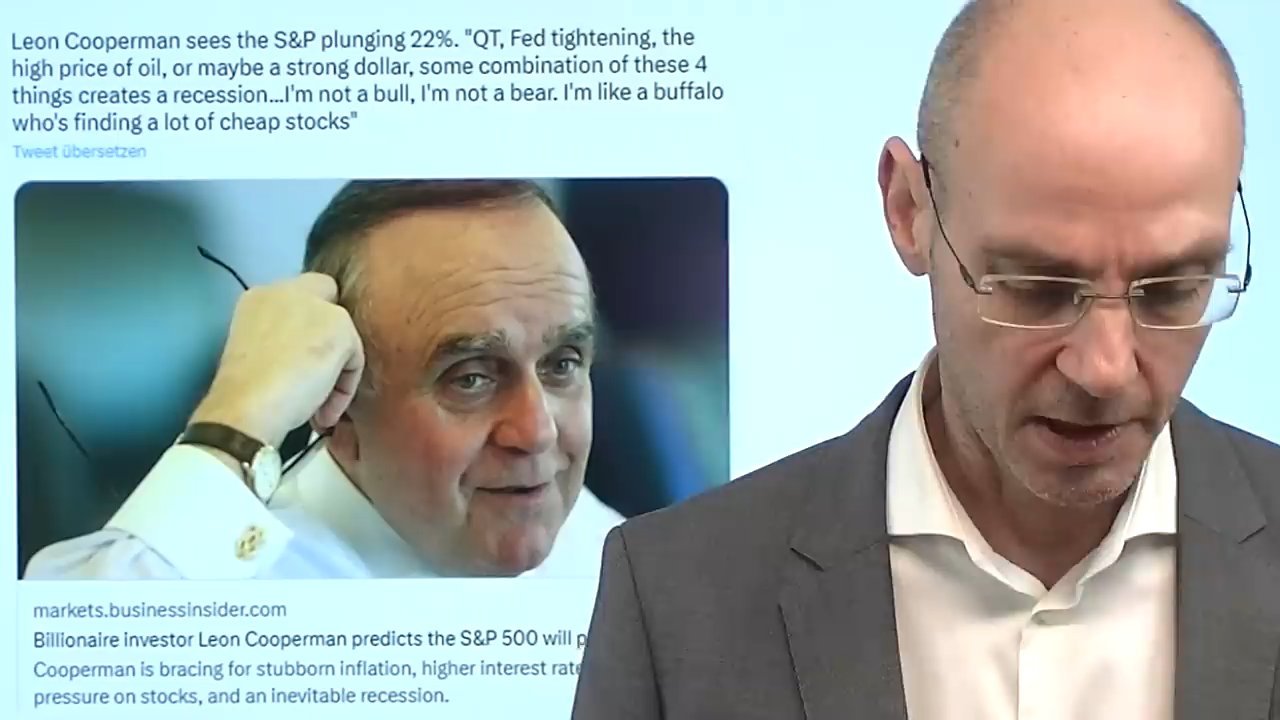 Leon Cooperman sees the S&P plunging 22%. "QT, Fed tightening, the
high price of oil, or maybe a strong dollar, some combination of these 4
things creates a recession...I'm not a bull, I'm not a bear. I'm like a buffalo
who's finding a lot of cheap stocks"
Tweet übersetzen
markets.businessinsider.com
Billionaire investor Leon Cooperman predicts the S&P 500 will
Cooperman is bracing for stubborn inflation, higher interest
pressure on stocks, and an inevitable recession.